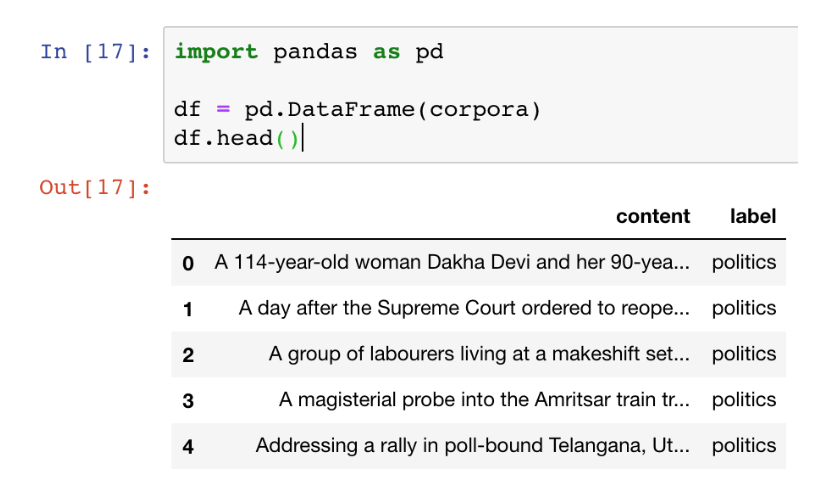 In [17]: import pandas as pd
df = pd.DataFrame(corpora)
df.head()
Out[17]:
content label
0 A 114-year-old woman Dakha Devi and her 90-yea... politics
1 A day after the Supreme Court ordered to reope... politics
2 A group of labourers living at a makeshift set... politics
3 A magisterial probe into the Amritsar train tr... politics
4 Addressing a rally in poll-bound Telangana, Ut... politics